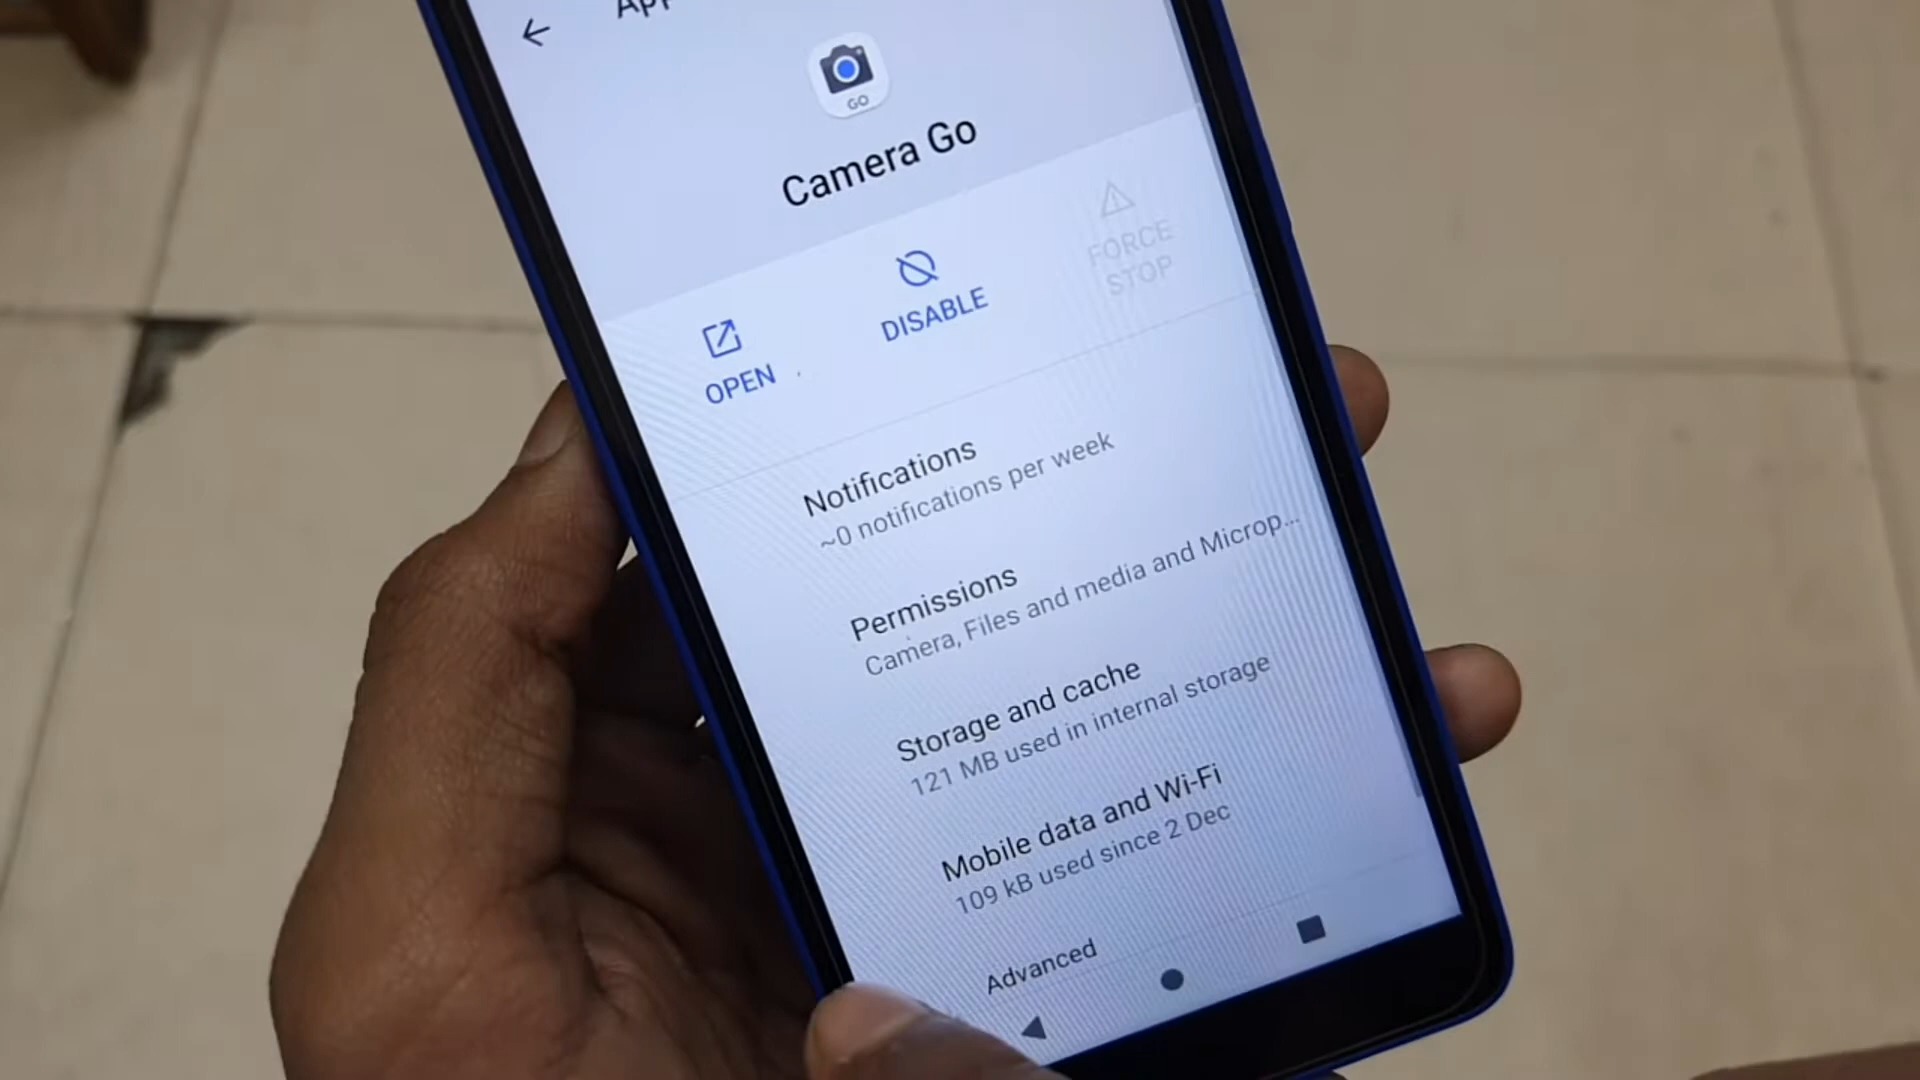 App
GO
Camera Go
OPEN
DISABLE
FORCE
STOP
Notifications
~0 notifications per week
Permissions
Camera, Files and media and Microp...
Storage and cache
121 MB used in internal storage
Mobile data and Wi-Fi
109 kB used since 2 Dec
Advanced